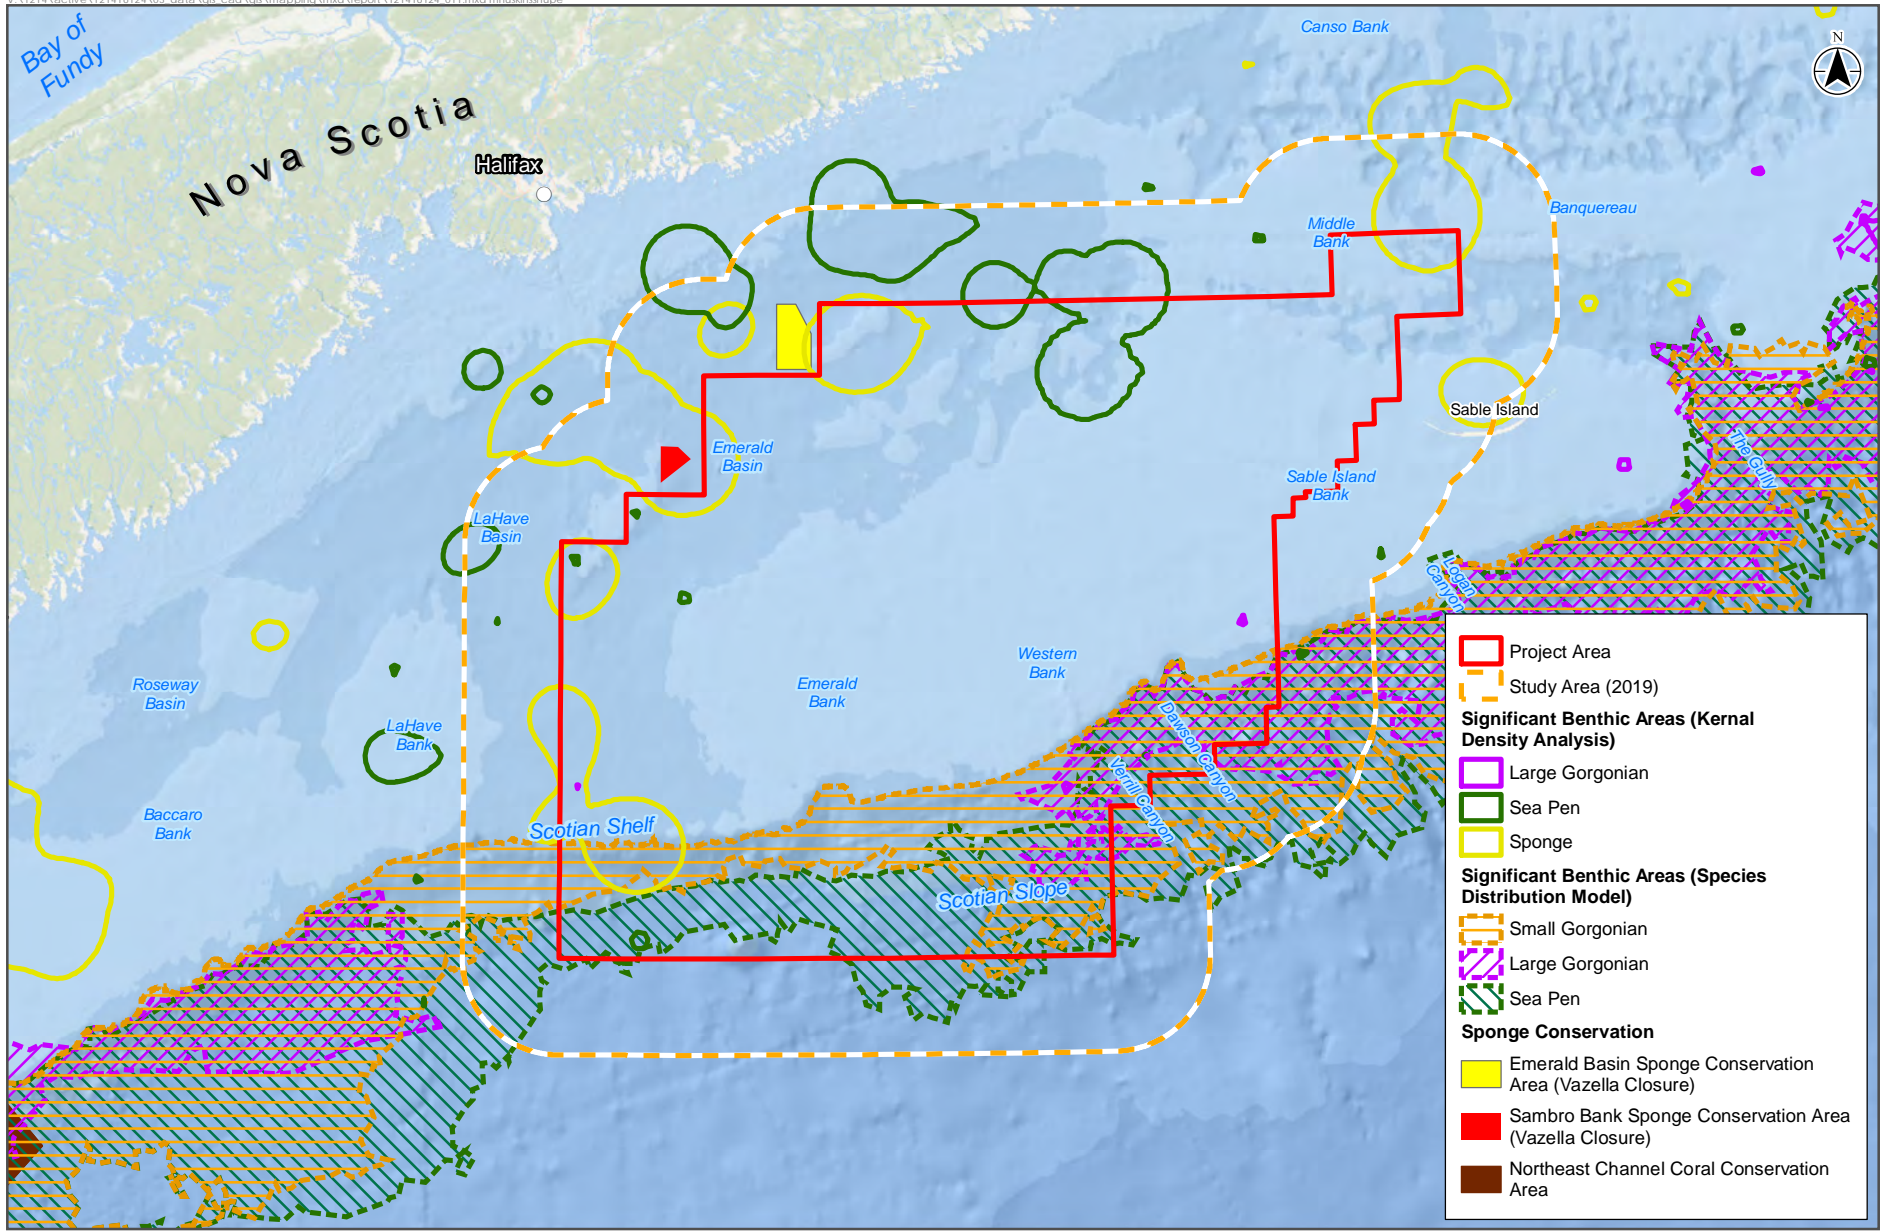 Bay of
Fundy
Nova Scotia
Halifax
Canso Bank
N
Banquereau
Middle
Bank
Sable Island
Emerald
Basin
Sable Island
Bank
The Gully
LaHave
Basin
Logan
Canyon
Western
Bank
Emerald
Bank
Roseway
Basin
LaHave
Bank
Dawson Canyon
Verrill Canyon
Baccaro
Bank
Scotian Shelf
Scotian Slope
Project Area
Study Area (2019)
Significant Benthic Areas (Kernal
Density Analysis)
Large Gorgonian
Sea Pen
Sponge
Significant Benthic Areas (Species
Distribution Model)
Small Gorgonian
Large Gorgonian
Sea Pen
Sponge Conservation
Emerald Basin Sponge Conservation
Area (Vazella Closure)
Sambro Bank Sponge Conservation Area
(Vazella Closure)
Northeast Channel Coral Conservation
Area